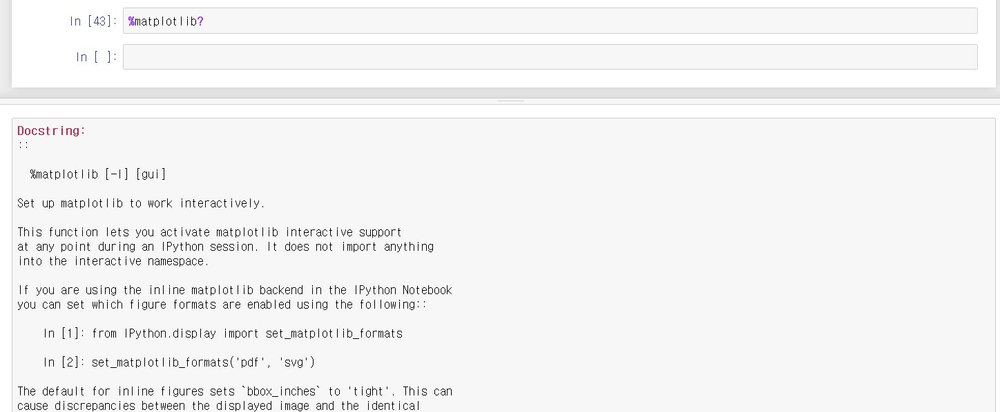 In [43]: %matplotlib?
In [ ]:
Docstring:
::
%matplotlib [-l] [gui]
Set up matplotlib to work interactively.
This function lets you activate matplotlib interactive support
at any point during an IPython session. It does not import anything
into the interactive namespace.
If you are using the inline matplotlib backend in the IPython Notebook
you can set which figure formats are enabled using the following::
In [1]: from IPython.display import set_matplotlib_formats
In [2]: set_matplotlib_formats('pdf', 'svg')
The default for inline figures sets `bbox_inches` to 'tight'. This can
cause discrepancies between the displayed image and the identical